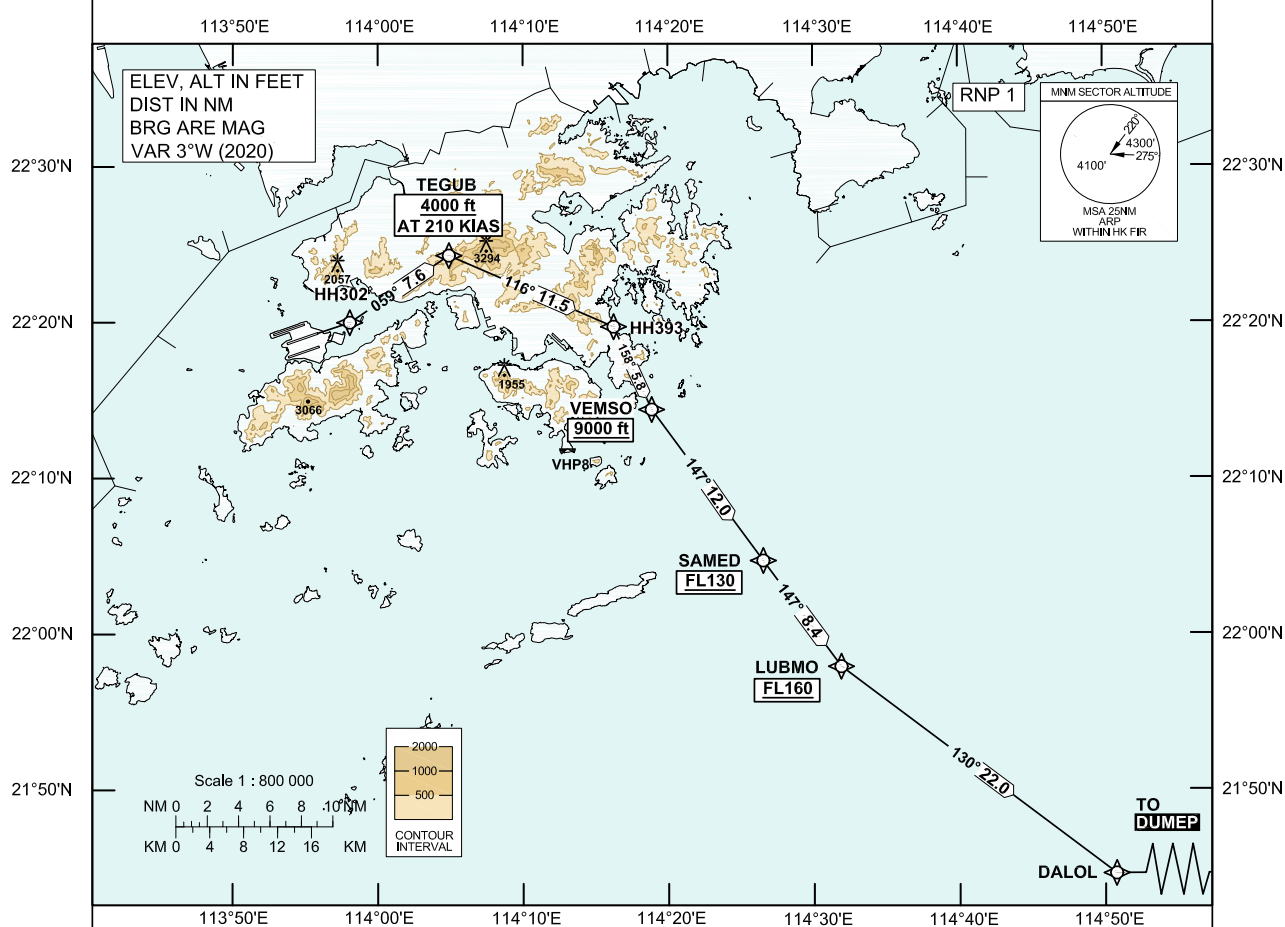 113°50'E
114°00'E
114°10'E
114°20'E
114°30'E
114°40'E
114°50'E
ELEV, ALT IN FEET
DIST IN NM
BRG ARE MAG
VAR 3°W (2020)
RNP 1
MNM SECTOR ALTITUDE
220°
4300'
275°
4100'
MSA 25NM
ARP
WITHIN HK FIR
22°30'N
22°30'N
TEGUB
4000 ft
AT 210 KIAS
3294
2057
HH302
059° 7.6
116° 11.5
22°20'N
22°20'N
HH393
158° 5.8
1955
3066
VEMSO
9000 ft
VHP8
22°10'N
22°10'N
147° 12.0
SAMED
FL130
147° 8.4
22°00'N
22°00'N
LUBMO
FL160
130° 22.0
2000
1000
500
CONTOUR
INTERVAL
21°50'N
21°50'N
Scale 1 : 800 000
NM 0 2 4 6 8 10 NM
KM 0 4 8 12 16 KM
TO
DUMEP
DALOL
113°50'E
114°00'E
114°10'E
114°20'E
114°30'E
114°40'E
114°50'E